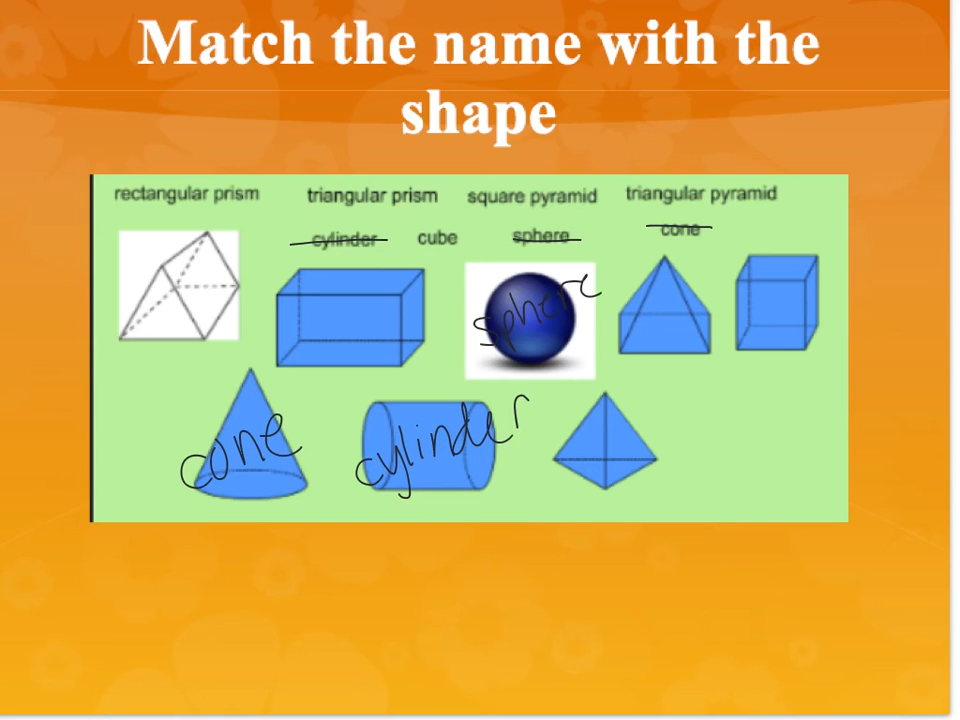 Match the name with the
shape
rectangular prism triangular prism square pyramid triangular pyramid
cylinder cube sphere cone
sphere
cone cylinder